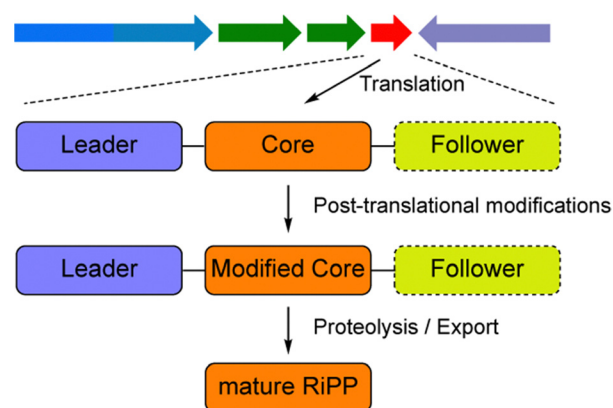 Translation
Leader Core Follower
Post-translational modifications
Leader Modified Core Follower
Proteolysis / Export
mature RiPP